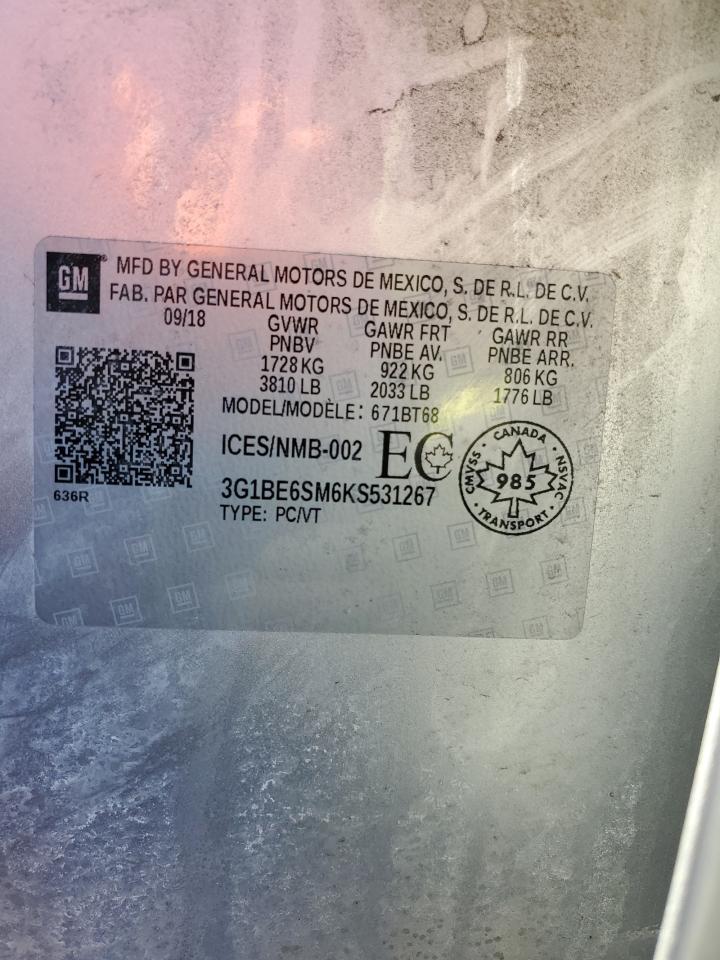 GM
MFD BY GENERAL MOTORS DE MEXICO, S. DE R.L. DE C.V.
FAB. PAR GENERAL MOTORS DE MEXICO, S. DE R.L. DE C.V.
09/18 GVWR GAWR FRT GAWR RR
PNBV PNBE AV. PNBE ARR.
1728 KG 922 KG 806 KG
3810 LB 2033 LB 1776 LB
MODEL/MODÈLE: 671BT68
ICES/NMB-002 EC
3G1BE6SM6KS531267
TYPE: PC/VT
636R
CANADA
CMVSS 985 NSVAC
TRANSPORT